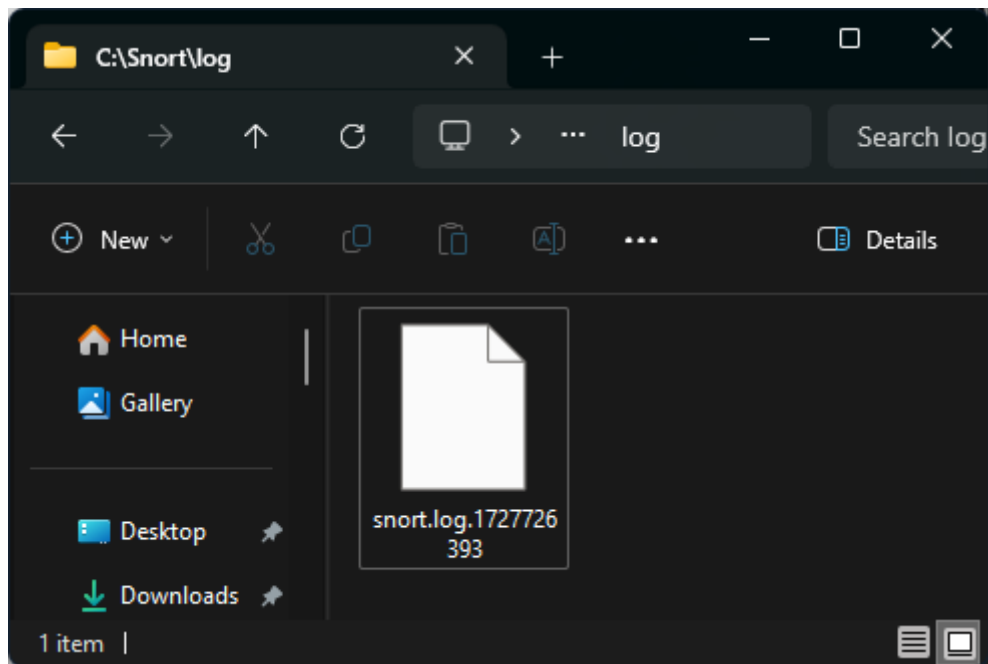 C:\Snort\log
log
Search log
New
Details
Home
Gallery
snort.log.1727726
393
Desktop
Downloads
1 item